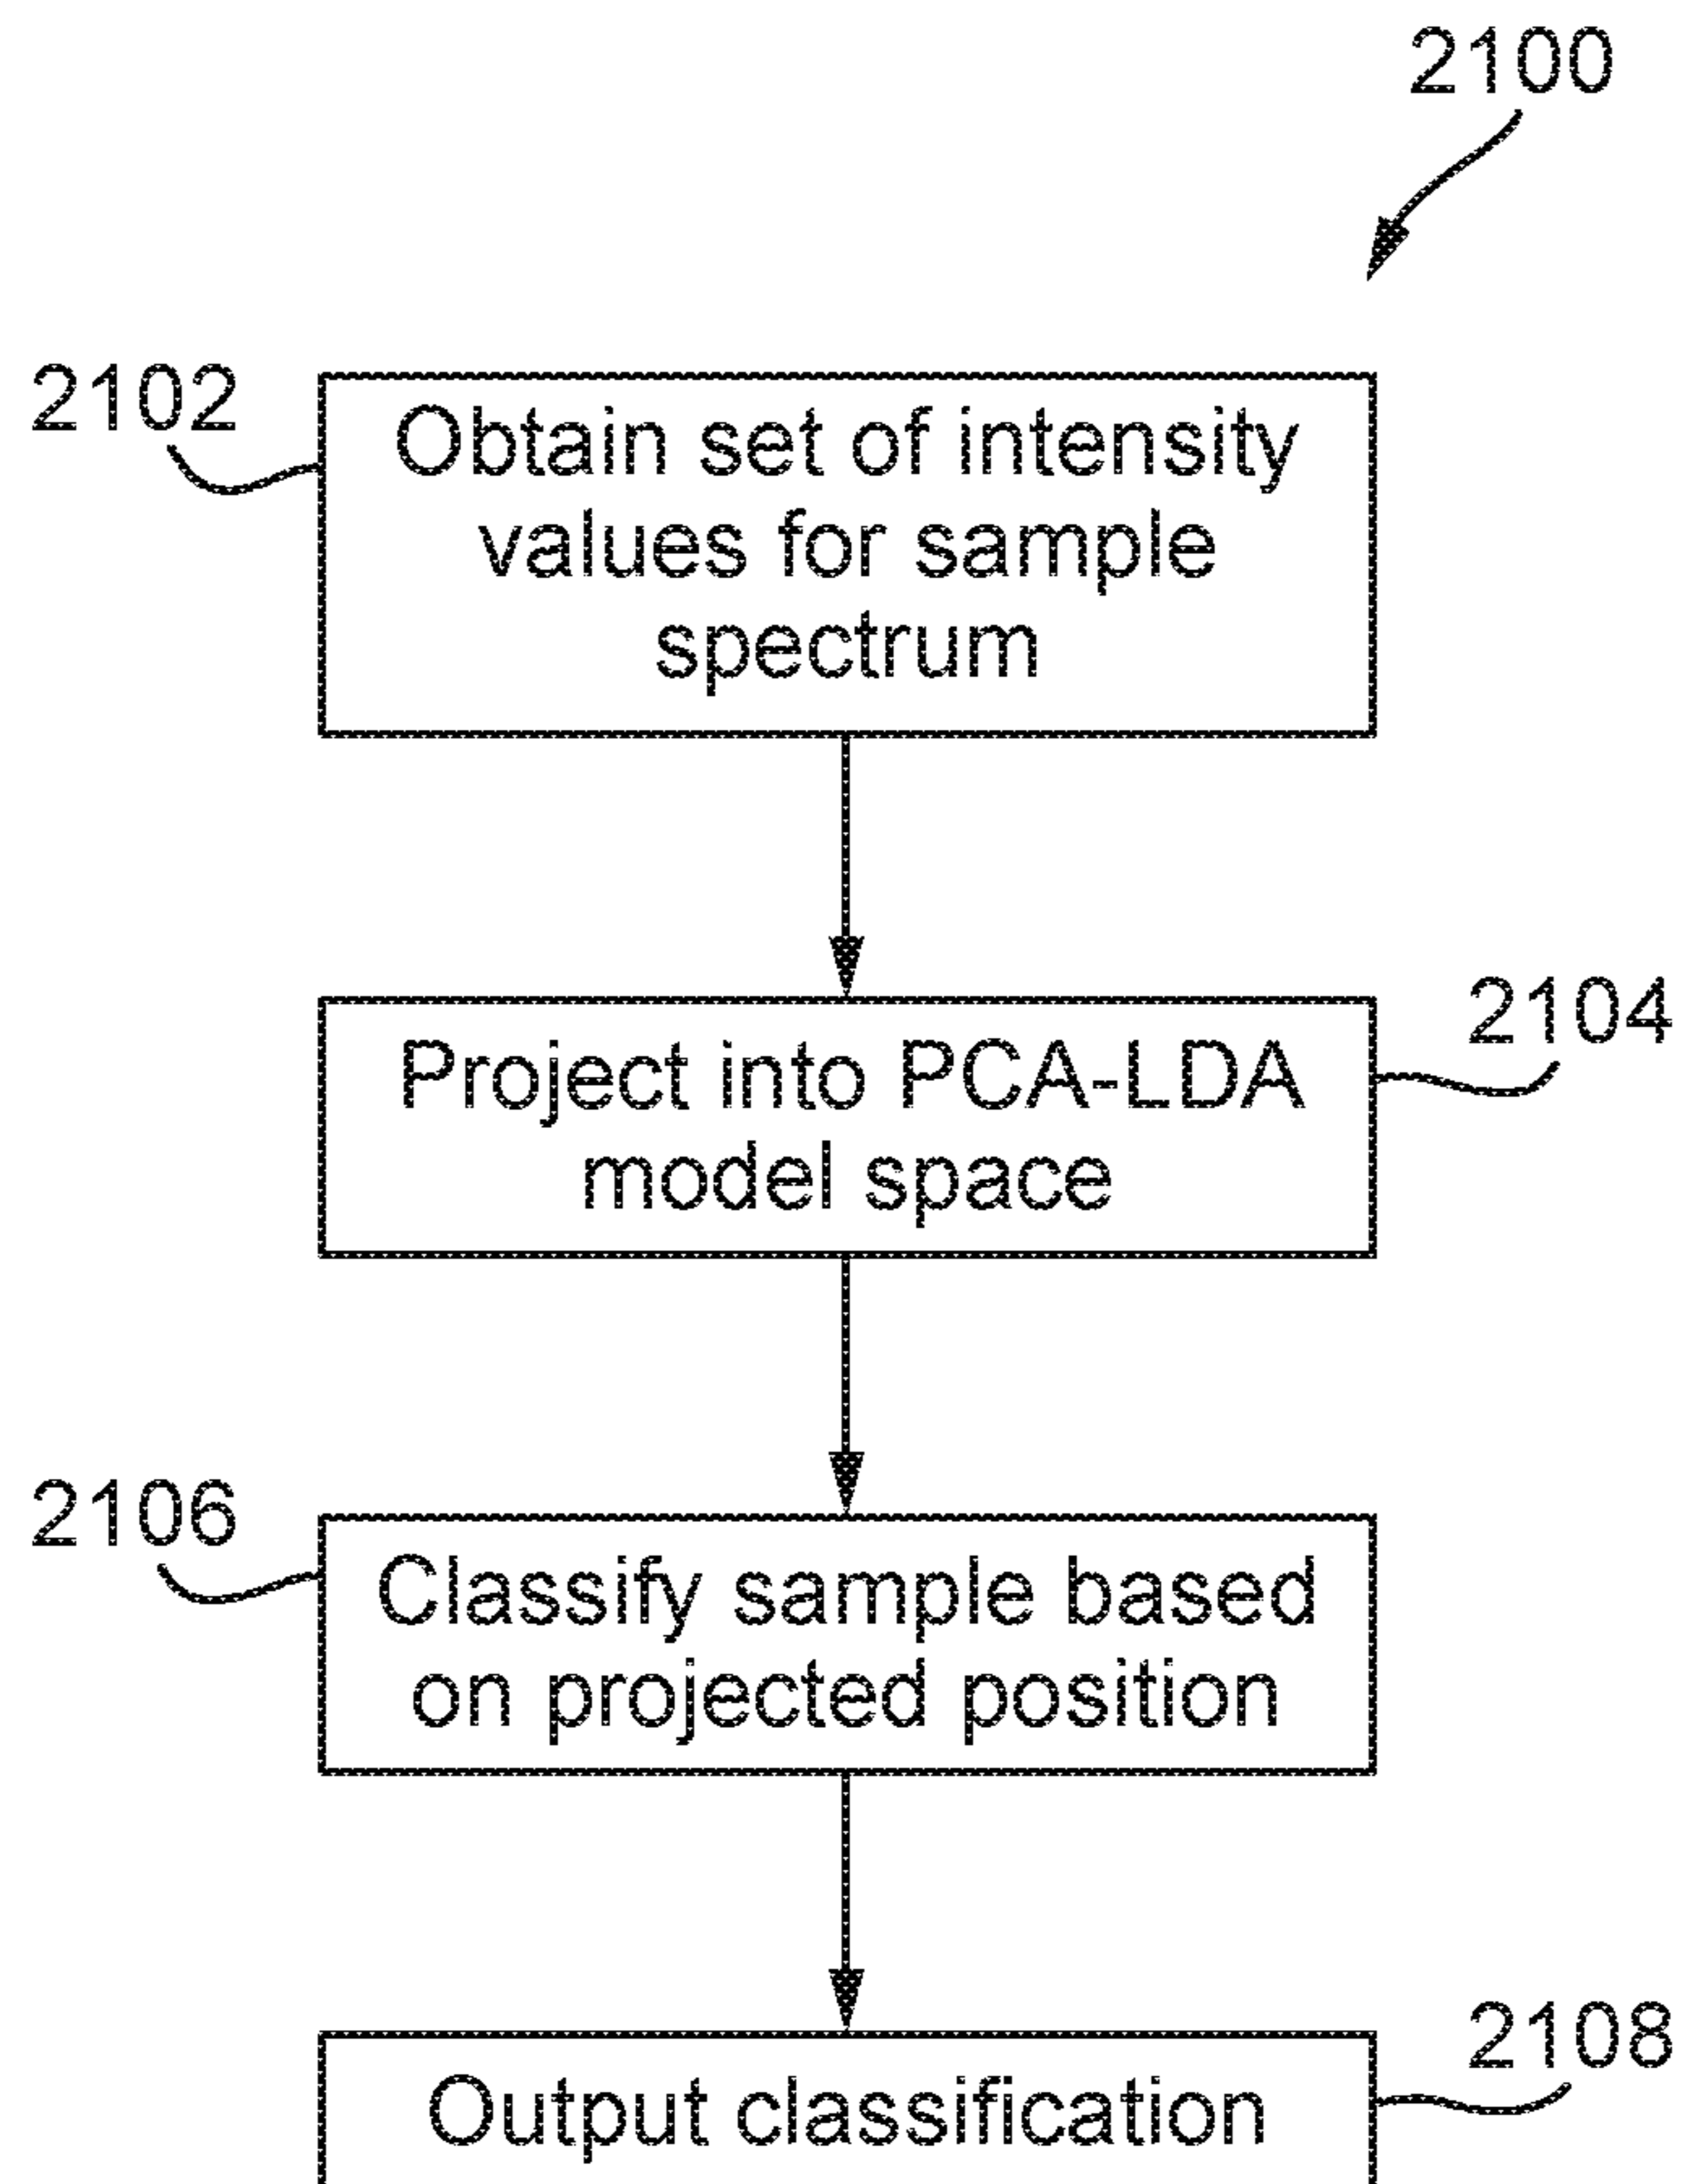 2100
2102
Obtain set of intensity
values for sample
spectrum
2104
Project into PCA-LDA
model space
2106
Classify sample based
on projected position
2108
Output classification